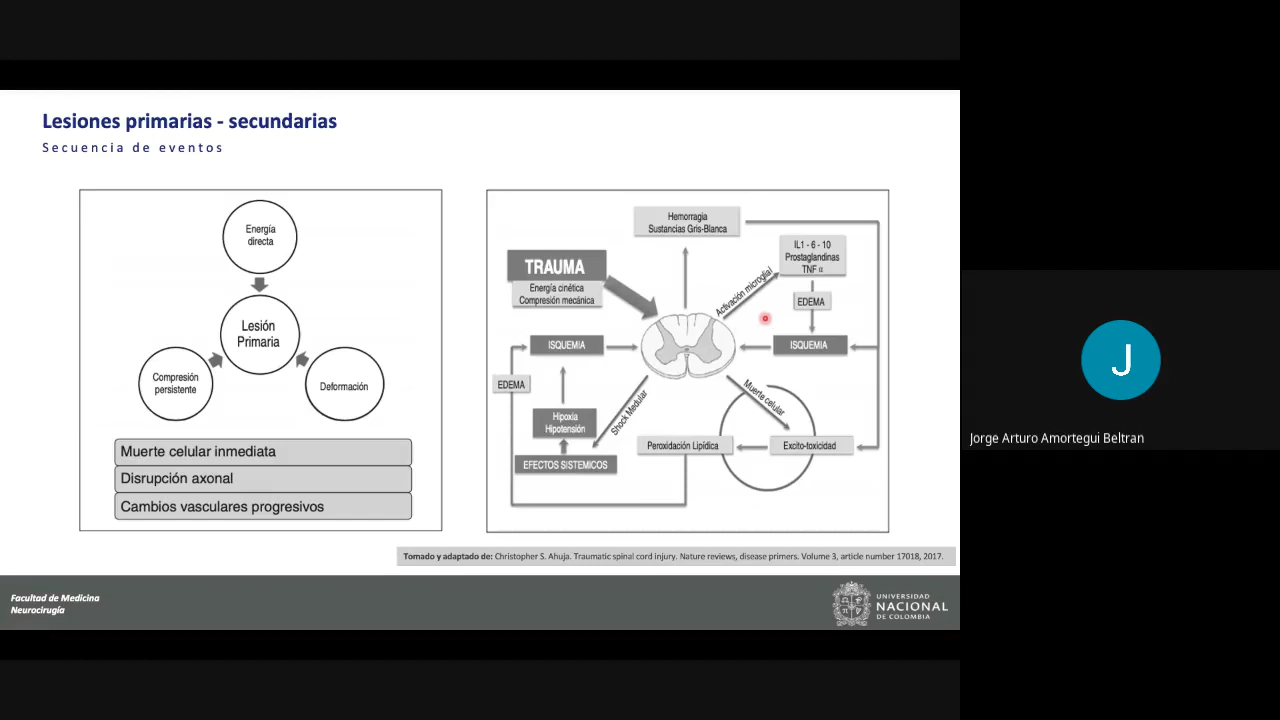 Lesiones primarias - secundarias
Secuencia de eventos
Energía
directa
Lesión
Primaria
Compresión
persistente
Deformación
Muerte celular inmediata
Disrupción axonal
Cambios vasculares progresivos
Hemorragia
Sustancias Gris-Blanca
TRAUMA
Energía cinética
Compresión mecánica
Activación microglial
IL1 - 6 - 10
Prostaglandinas
TNF α
EDEMA
ISQUEMIA
ISQUEMIA
EDEMA
Hipoxia
Hipotensión
Shock Medular
EFECTOS SISTEMICOS
Muerte celular
Peroxidación Lipídica
Excito-toxicidad
Tomado y adaptado de: Christopher S. Ahuja. Traumatic spinal cord injury. Nature reviews, disease primers. Volume 3, article number 17018, 2017.
Facultad de Medicina
Neurocirugía
UNIVERSIDAD
NACIONAL
DE COLOMBIA
J
Jorge Arturo Amortegui Beltran